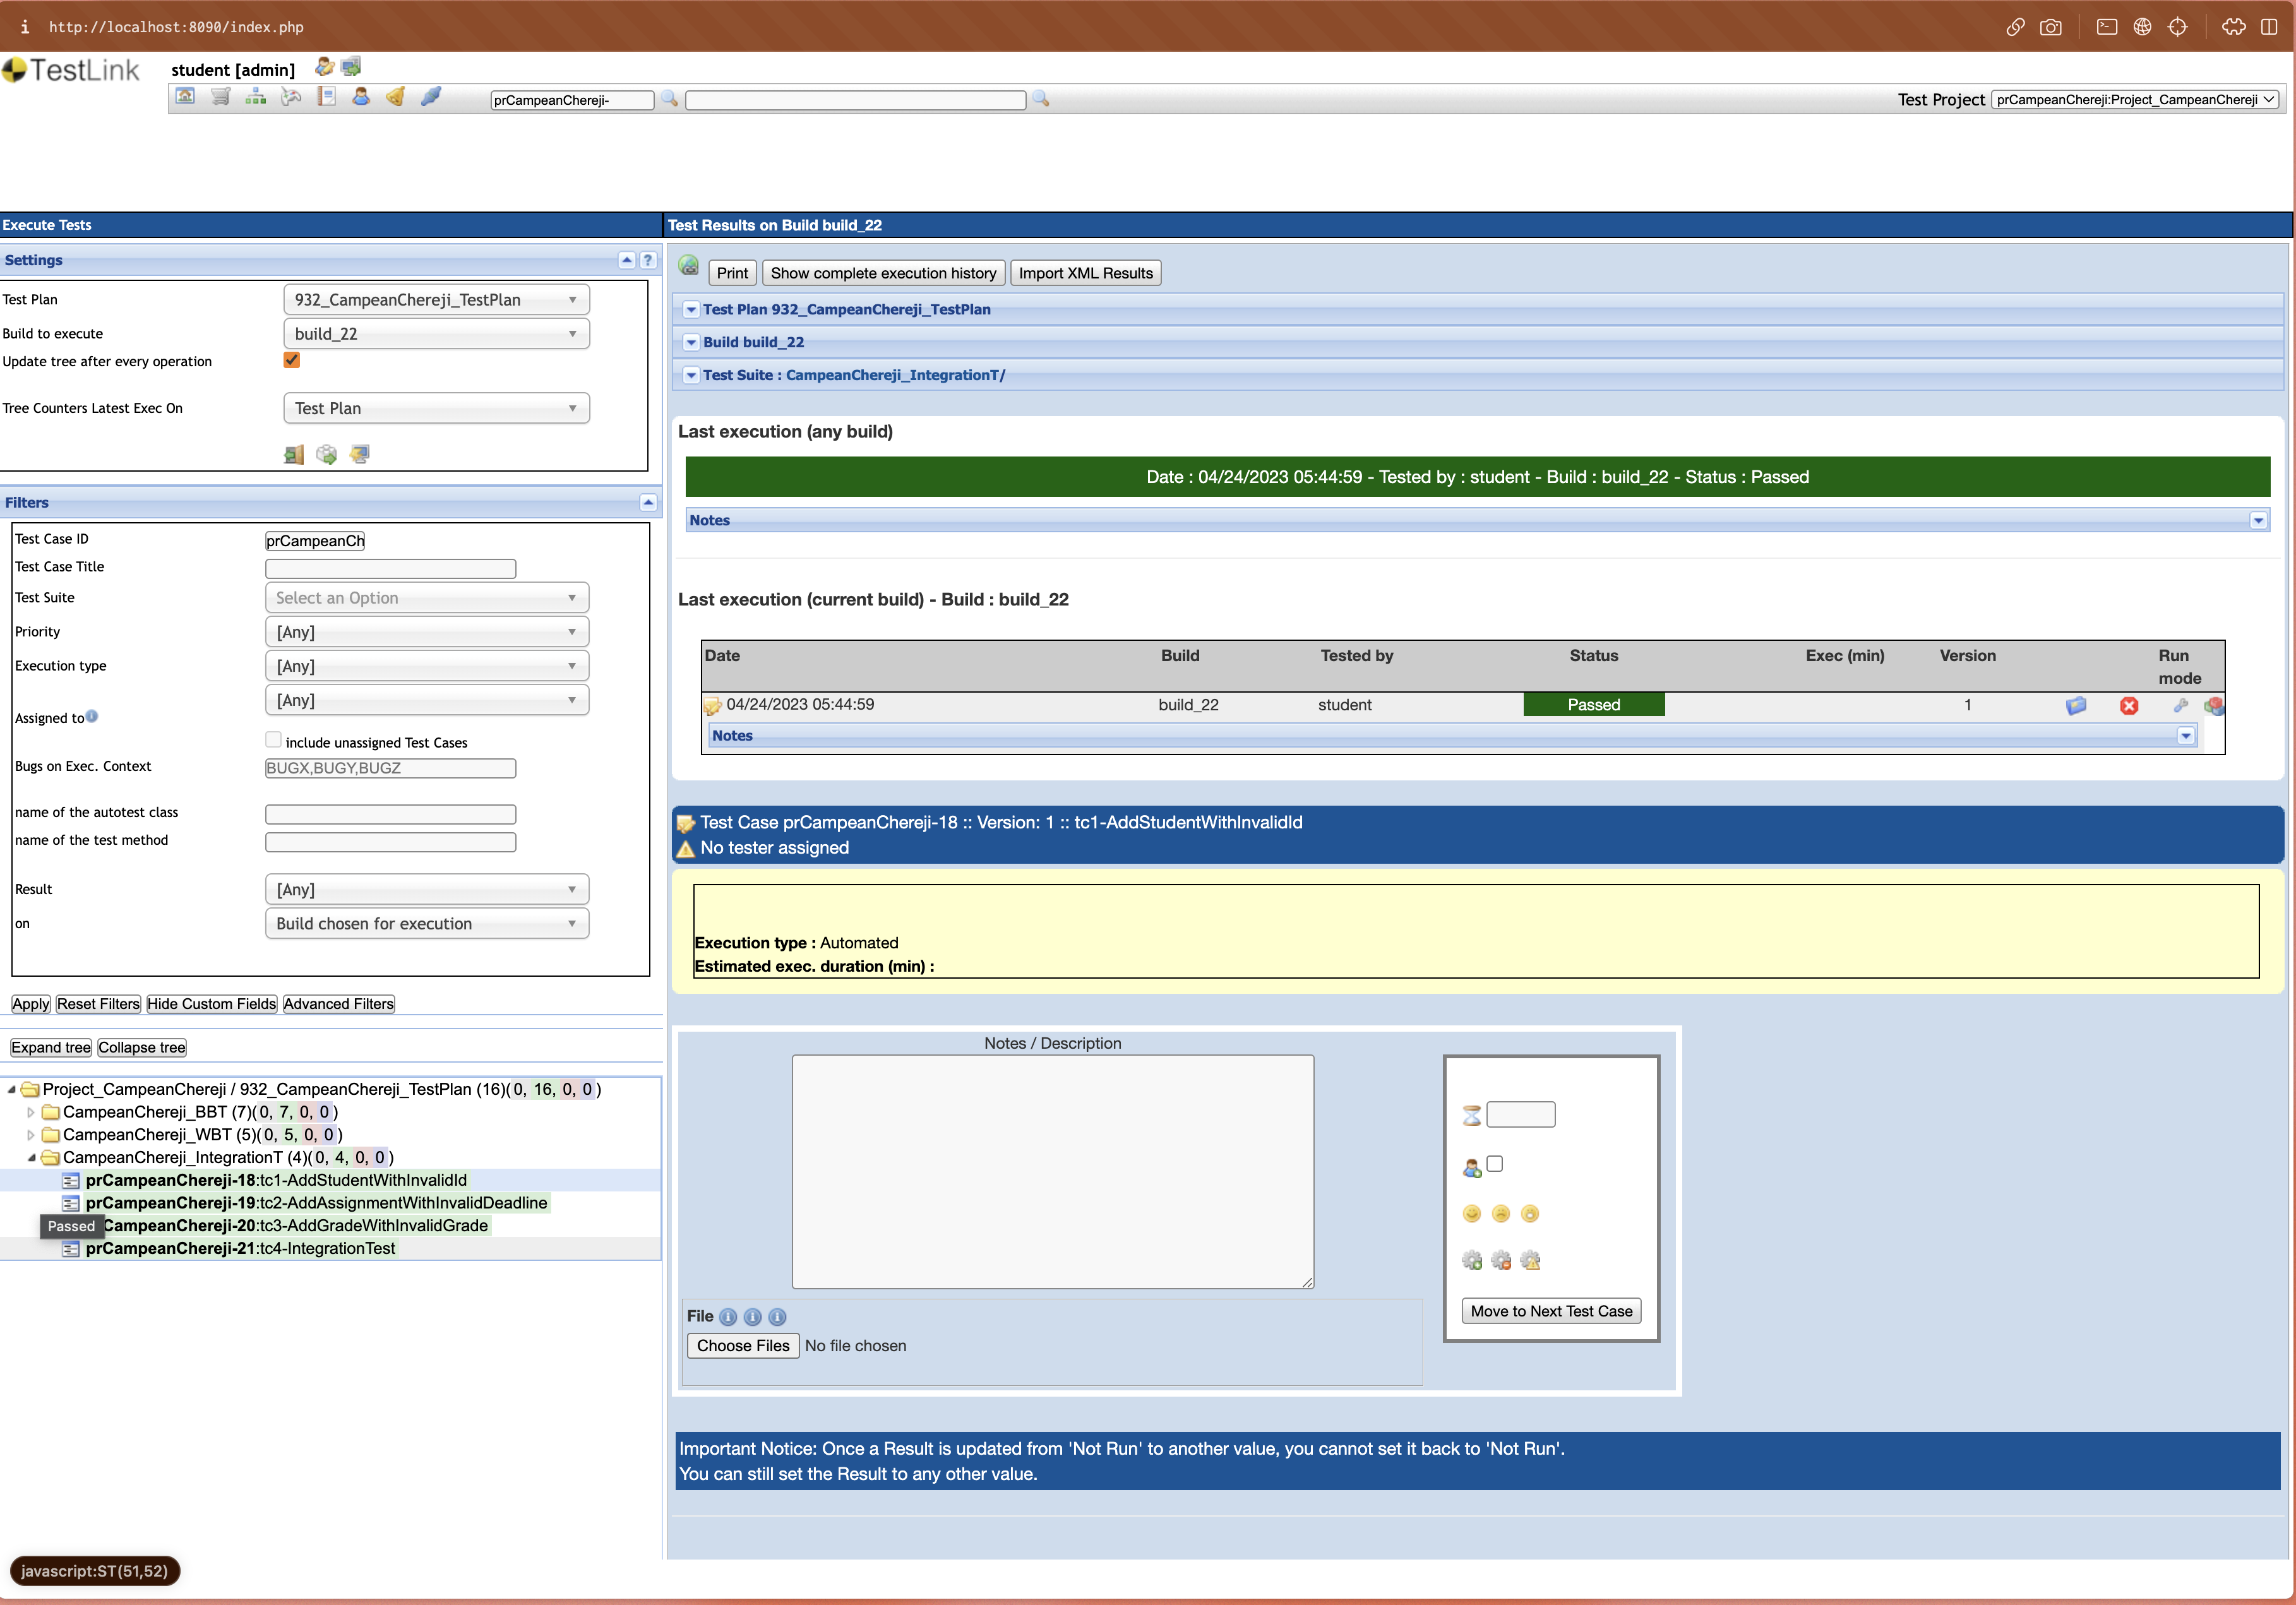 http://localhost:8090/index.php
TestLink
student [admin]
prCampeanChereji-
Test Project prCampeanChereji:Project_CampeanChereji
Execute Tests
Settings
Test Plan 932_CampeanChereji_TestPlan
Build to execute build_22
Update tree after every operation
Tree Counters Latest Exec On Test Plan
Filters
Test Case ID prCampeanCh
Test Case Title
Test Suite Select an Option
Priority [Any]
Execution type [Any]
[Any]
Assigned to
include unassigned Test Cases
Bugs on Exec. Context BUGX,BUGY,BUGZ
name of the autotest class
name of the test method
Result [Any]
on Build chosen for execution
Apply Reset Filters Hide Custom Fields Advanced Filters
Expand tree Collapse tree
Project_CampeanChereji / 932_CampeanChereji_TestPlan (16)(0, 16, 0, 0 )
CampeanChereji_BBT (7)(0, 7, 0, 0 )
CampeanChereji_WBT (5)(0, 5, 0, 0 )
CampeanChereji_IntegrationT (4)(0, 4, 0, 0 )
prCampeanChereji-18:tc1-AddStudentWithInvalidId
prCampeanChereji-19:tc2-AddAssignmentWithInvalidDeadline
Passed CampeanChereji-20:tc3-AddGradeWithInvalidGrade
prCampeanChereji-21:tc4-IntegrationTest
javascript:ST(51,52)
Test Results on Build build_22
Print Show complete execution history Import XML Results
Test Plan 932_CampeanChereji_TestPlan
Build build_22
Test Suite : CampeanChereji_IntegrationT/
Last execution (any build)
Date : 04/24/2023 05:44:59 - Tested by : student - Build : build_22 - Status : Passed
Notes
Last execution (current build) - Build : build_22
Date Build Tested by Status Exec (min) Version Run mode
04/24/2023 05:44:59 build_22 student Passed 1
Notes
Test Case prCampeanChereji-18 :: Version: 1 :: tc1-AddStudentWithInvalidId
No tester assigned
Execution type : Automated
Estimated exec. duration (min) :
Notes / Description
Move to Next Test Case
File
Choose Files No file chosen
Important Notice: Once a Result is updated from 'Not Run' to another value, you cannot set it back to 'Not Run'.
You can still set the Result to any other value.